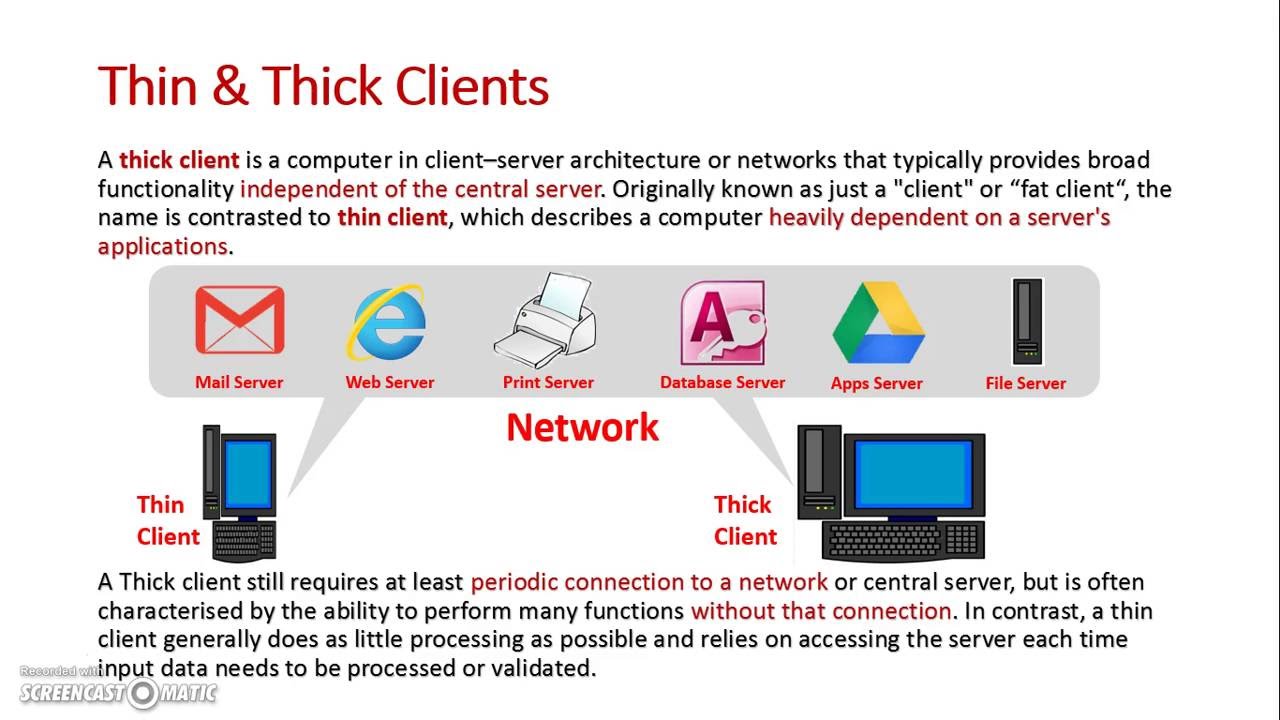 Thin & Thick Clients
A thick client is a computer in client–server architecture or networks that typically provides broad
functionality independent of the central server. Originally known as just a "client" or “fat client“, the
name is contrasted to thin client, which describes a computer heavily dependent on a server's
applications.
Mail Server
Web Server
Print Server
Database Server
Apps Server
File Server
Network
Thin
Client
Thick
Client
A Thick client still requires at least periodic connection to a network or central server, but is often
characterised by the ability to perform many functions without that connection. In contrast, a thin
client generally does as little processing as possible and relies on accessing the server each time
input data needs to be processed or validated.
Recorded with
SCREENCAST O MATIC